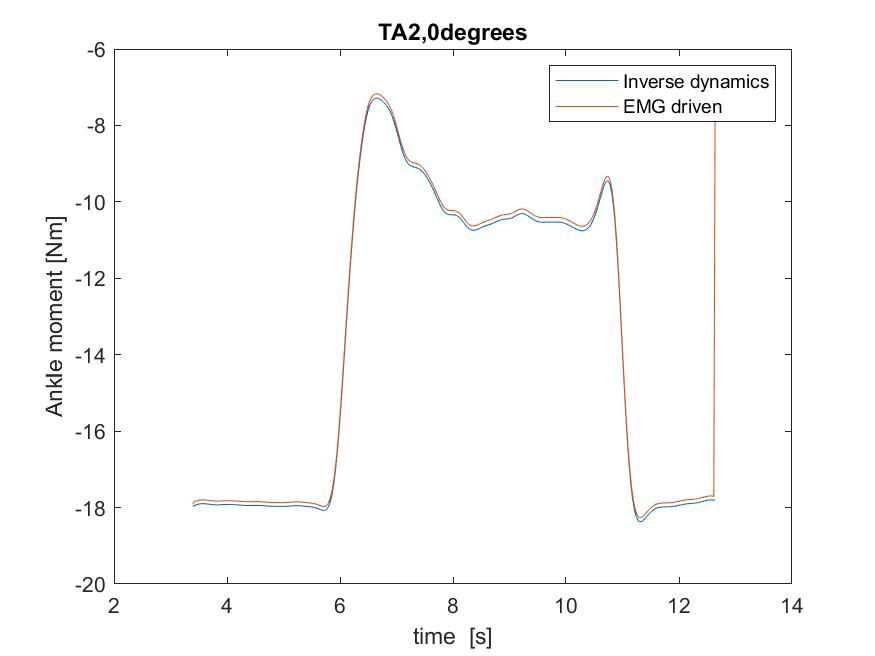 TA2,0degrees
Inverse dynamics
EMG driven
-6
-8
-10
-12
-14
-16
-18
-20
Ankle moment [Nm]
2 4 6 8 10 12 14
time [s]